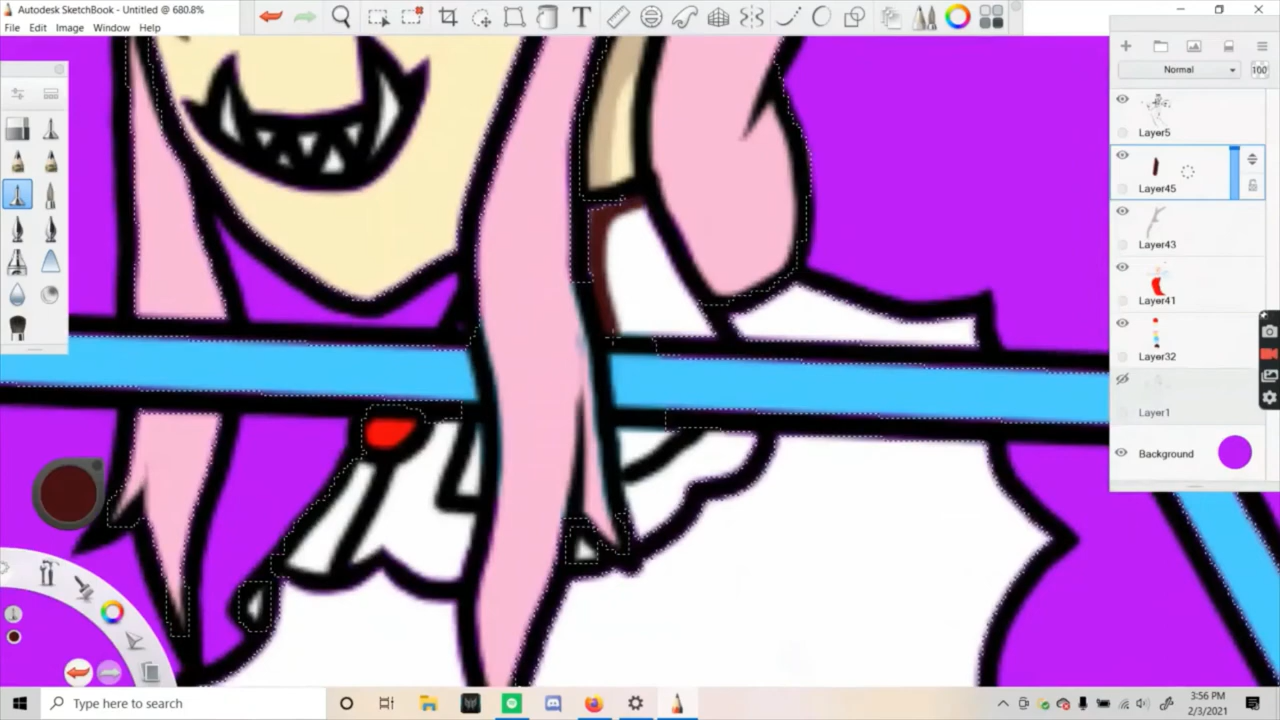 Autodesk SketchBook - Untitled @ 680.8%
File Edit Image Window Help
T
Normal
100
Layer5
Layer45
Layer43
Layer41
Layer32
Layer1
Background
Type here to search
3:56 PM
2/3/2021